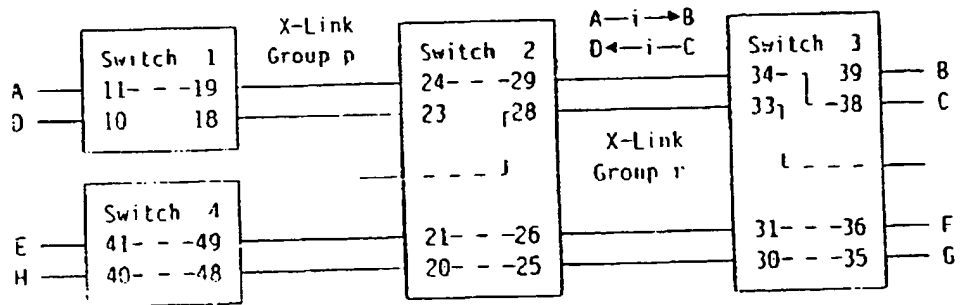 X-Link
Group p
A—i→B
D←i—C
Switch 1
11- - -19
10 18
A
D
Switch 2
24- - -29
23 28
- - -
21- - -26
20- - -25
X-Link
Group r
Switch 3
34- 39
33 -38
- - -
31- - -36
30- - -35
B
C
F
G
Switch 4
41- - -49
40- - -48
E
H